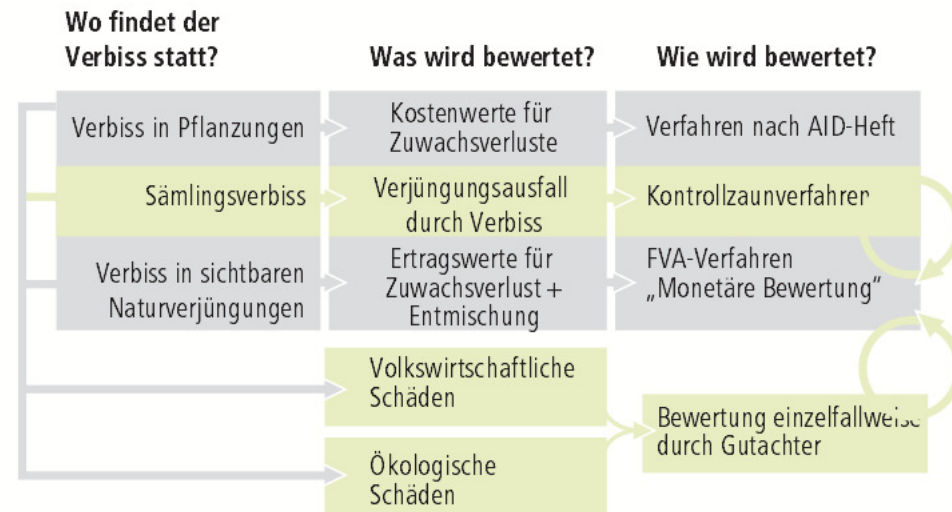 Wo findet der
Verbiss statt?
Was wird bewertet?
Wie wird bewertet?
Verbiss in Pflanzungen
Kostenwerte für
Zuwachsverluste
Verfahren nach AID-Heft
Sämlingsverbiss
Verjüngungsausfall
durch Verbiss
Kontrollzaunverfahren
Verbiss in sichtbaren
Naturverjüngungen
Ertragswerte für
Zuwachsverlust +
Entmischung
FVA-Verfahren
„Monetäre Bewertung“
Volkswirtschaftliche
Schäden
Ökologische
Schäden
Bewertung einzelfallweise
durch Gutachter